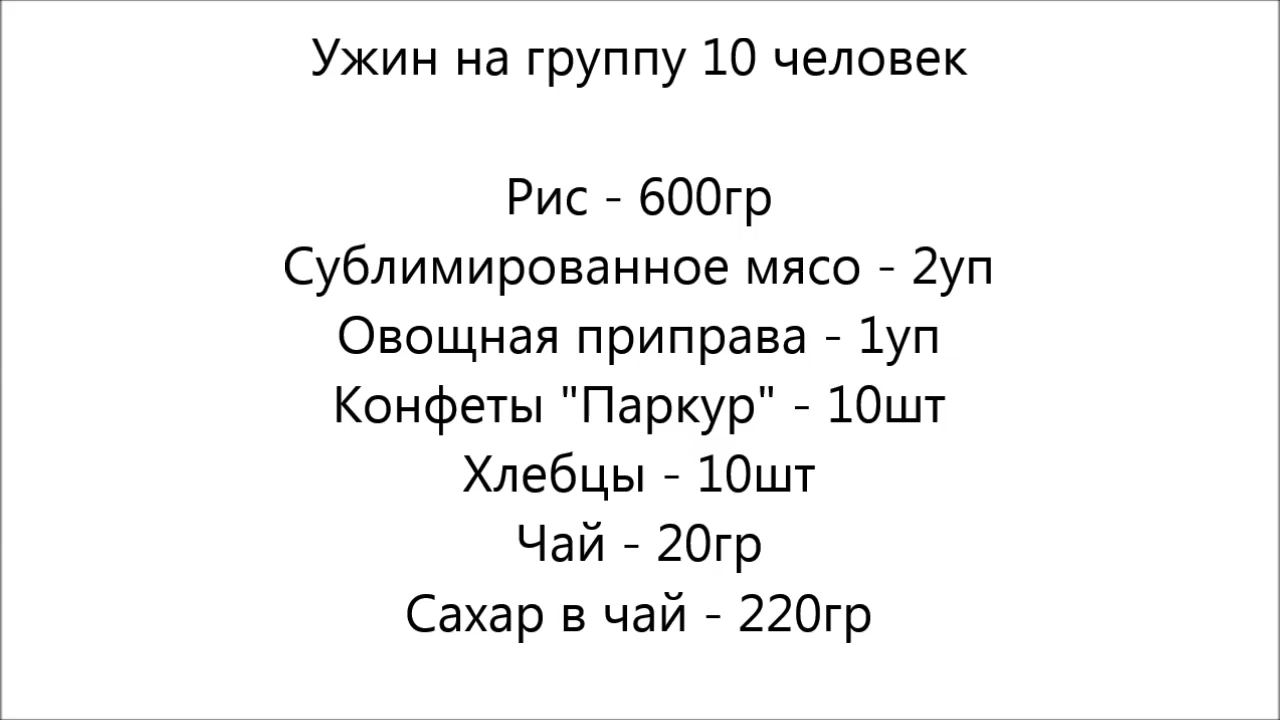 Ужин на группу 10 человек
Рис - 600гр
Сублимированное мясо - 2уп
Овощная приправа - 1уп
Конфеты "Паркур" - 10шт
Хлебцы - 10шт
Чай - 20гр
Сахар в чай - 220гр